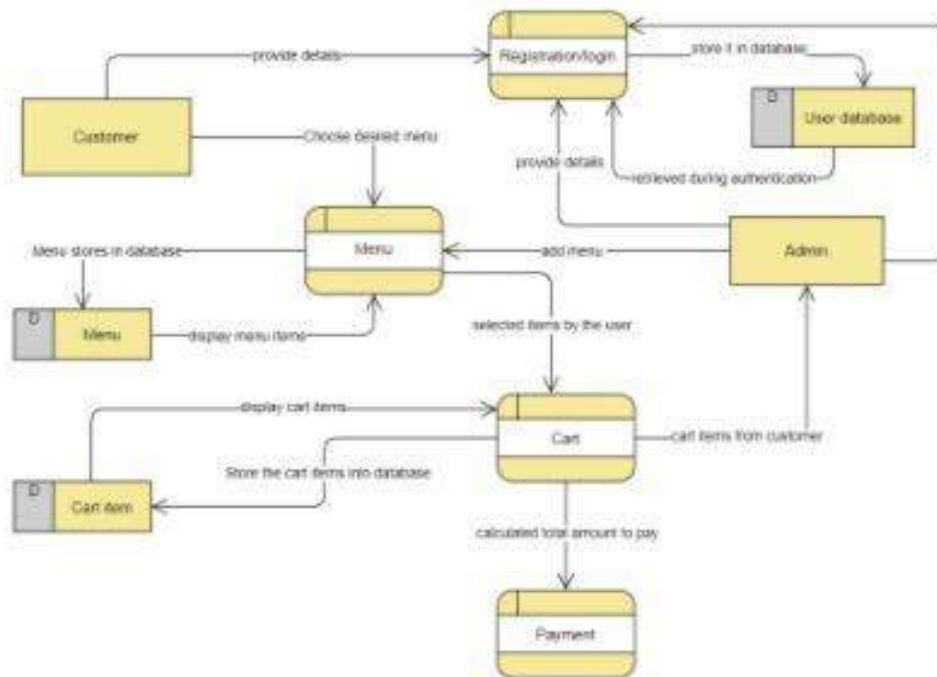 provide details
Registration/login
store it in database
D
User database
Customer
Choose desired menu
provide details
retrieved during authentication
Menu stores in database
Menu
add menu
Admin
D
Menu
display menu items
selected items by the user
display cart items
Cart
cart items from customer
Store the cart items into database
D
Cart item
calculated total amount to pay
Payment